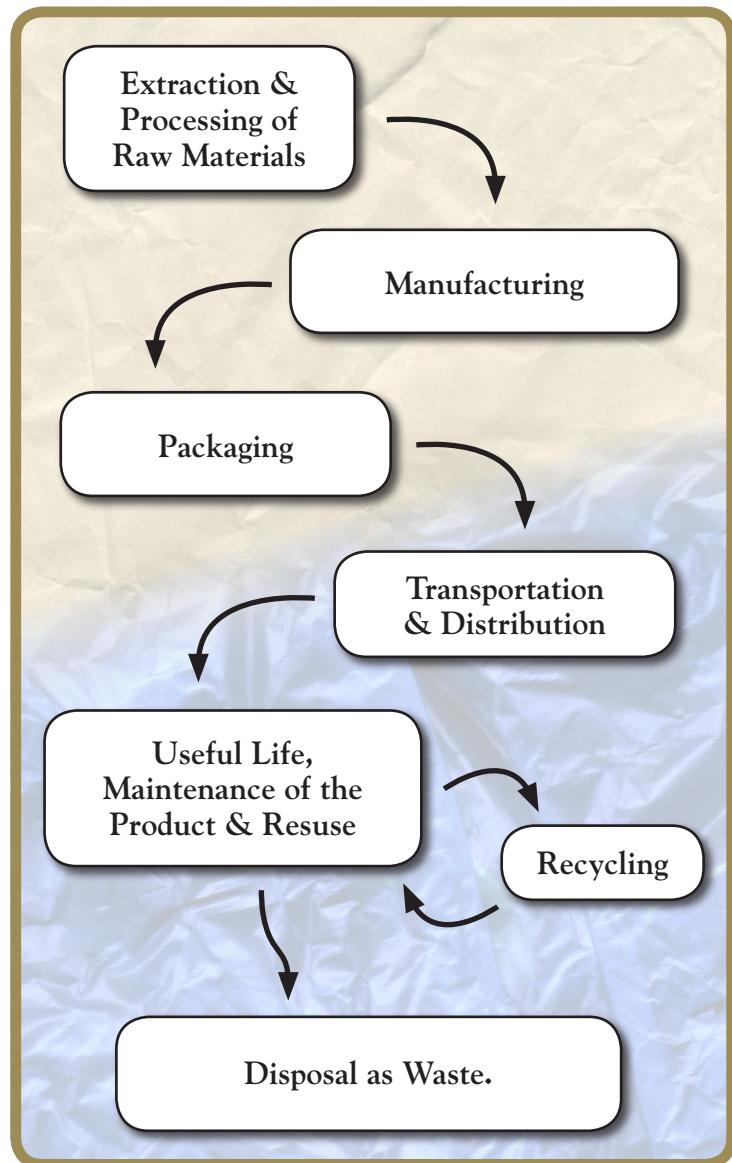 Extraction &
Processing of
Raw Materials
Manufacturing
Packaging
Transportation
& Distribution
Useful Life,
Maintenance of the
Product & Resuse
Recycling
Disposal as Waste.